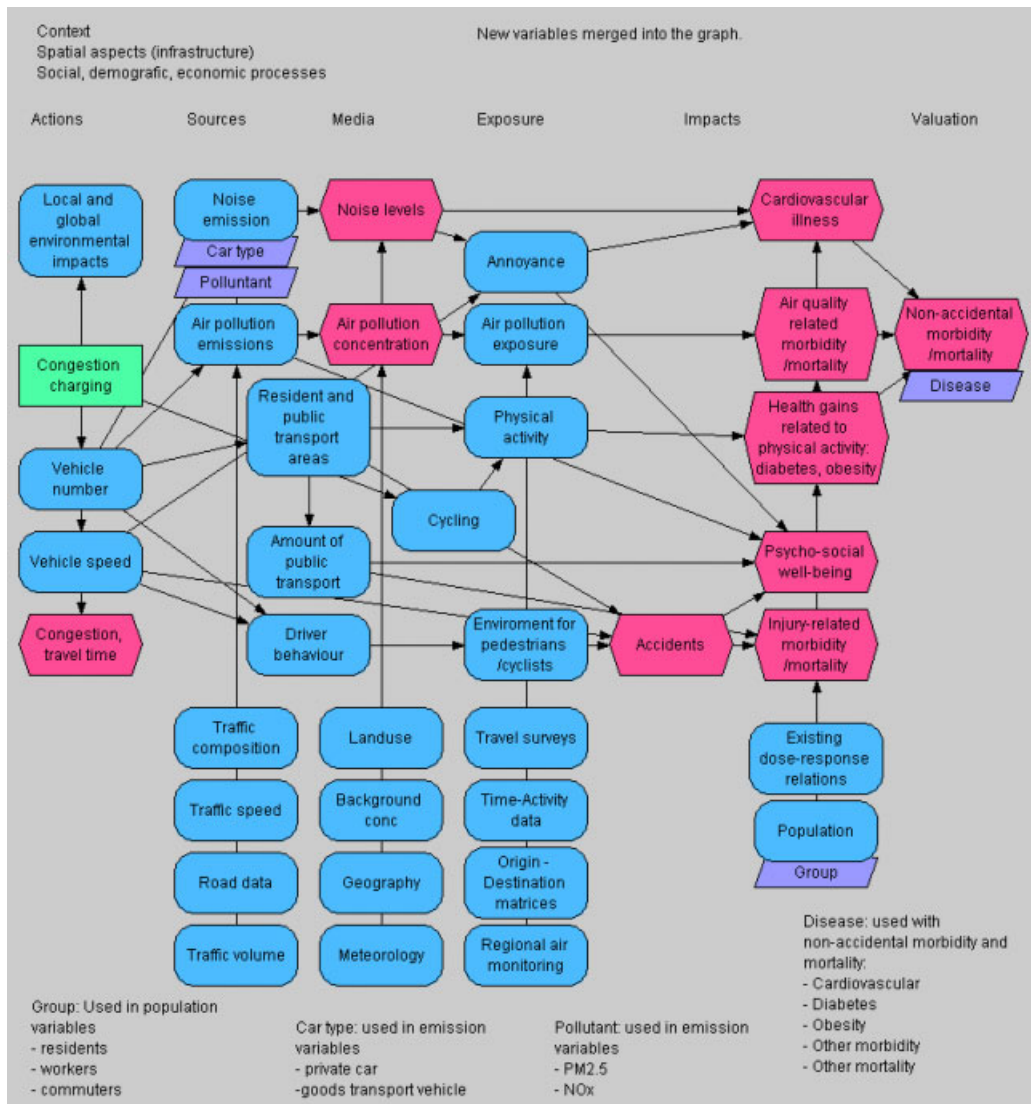 Context
Spatial aspects (infrastructure)
Social, demografic, economic processes
New variables merged into the graph.
Actions
Sources
Media
Exposure
Impacts
Valuation
Local and
global
environmental
impacts
Noise
emission
Car type
Polluntant
Noise levels
Annoyance
Cardiovascular
illness
Congestion
charging
Air pollution
emissions
Air pollution
concentration
Air pollution
exposure
Air quality
related
morbidity
/mortality
Non-accidental
morbidity
/mortality
Disease
Resident and
public
transport
areas
Physical
activity
Health gains
related to
physical activity:
diabetes, obesity
Vehicle
number
Cycling
Vehicle speed
Amount of
public
transport
Psycho-social
well-being
Congestion,
travel time
Driver
behaviour
Enviroment for
pedestrians
/cyclists
Accidents
Injury-related
morbidity
/mortality
Traffic
composition
Landuse
Travel surveys
Existing
dose-response
relations
Traffic speed
Background
conc
Time-Activity
data
Population
Group
Road data
Geography
Origin -
Destination
matrices
Traffic volume
Meteorology
Regional air
monitoring
Group: Used in population
variables
- residents
- workers
- commuters
Car type: used in emission
variables
- private car
-goods transport vehicle
Pollutant: used in emission
variables
- PM2.5
- NOx
Disease: used with
non-accidental morbidity and
mortality:
- Cardiovascular
- Diabetes
- Obesity
- Other morbidity
- Other mortality